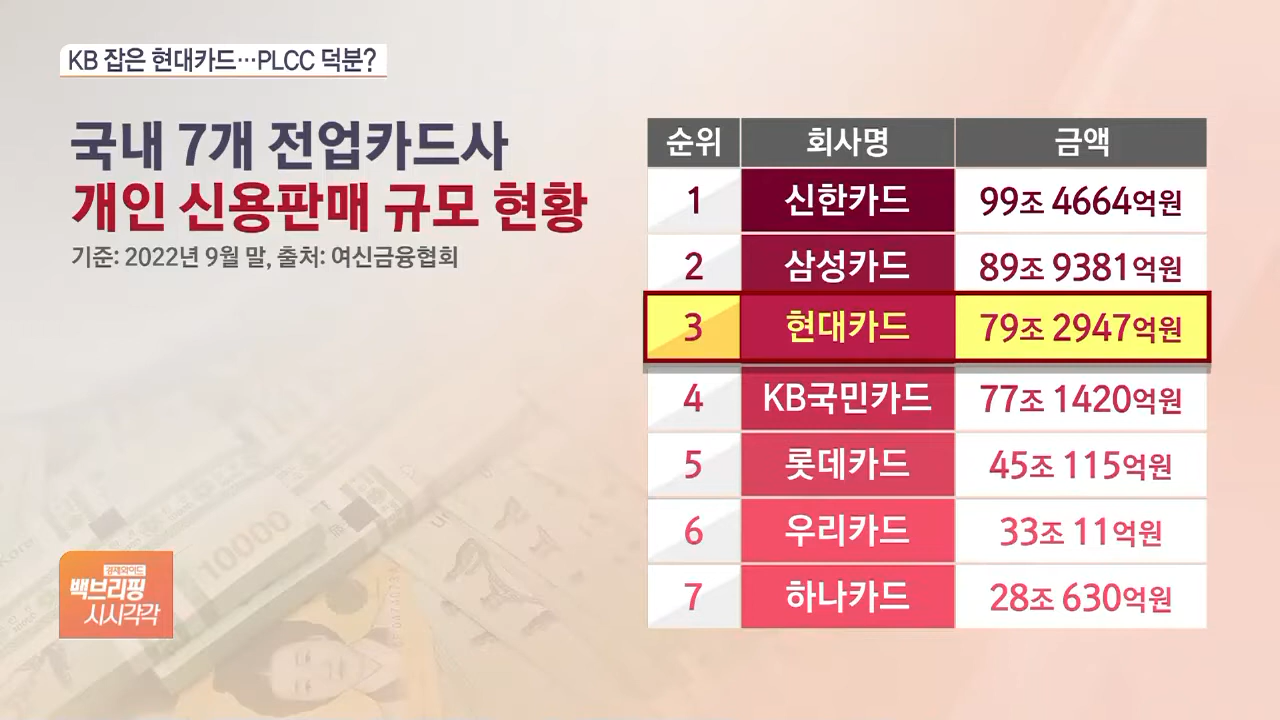 KB 잡은 현대카드…PLCC 덕분?
국내 7개 전업카드사
개인 신용판매 규모 현황
기준: 2022년 9월 말, 출처: 여신금융협회
순위 회사명 금액
1 신한카드 99조 4664억원
2 삼성카드 89조 9381억원
3 현대카드 79조 2947억원
4 KB국민카드 77조 1420억원
5 롯데카드 45조 115억원
6 우리카드 33조 11억원
7 하나카드 28조 630억원
10000
경제와이드
백브리핑
시시각각